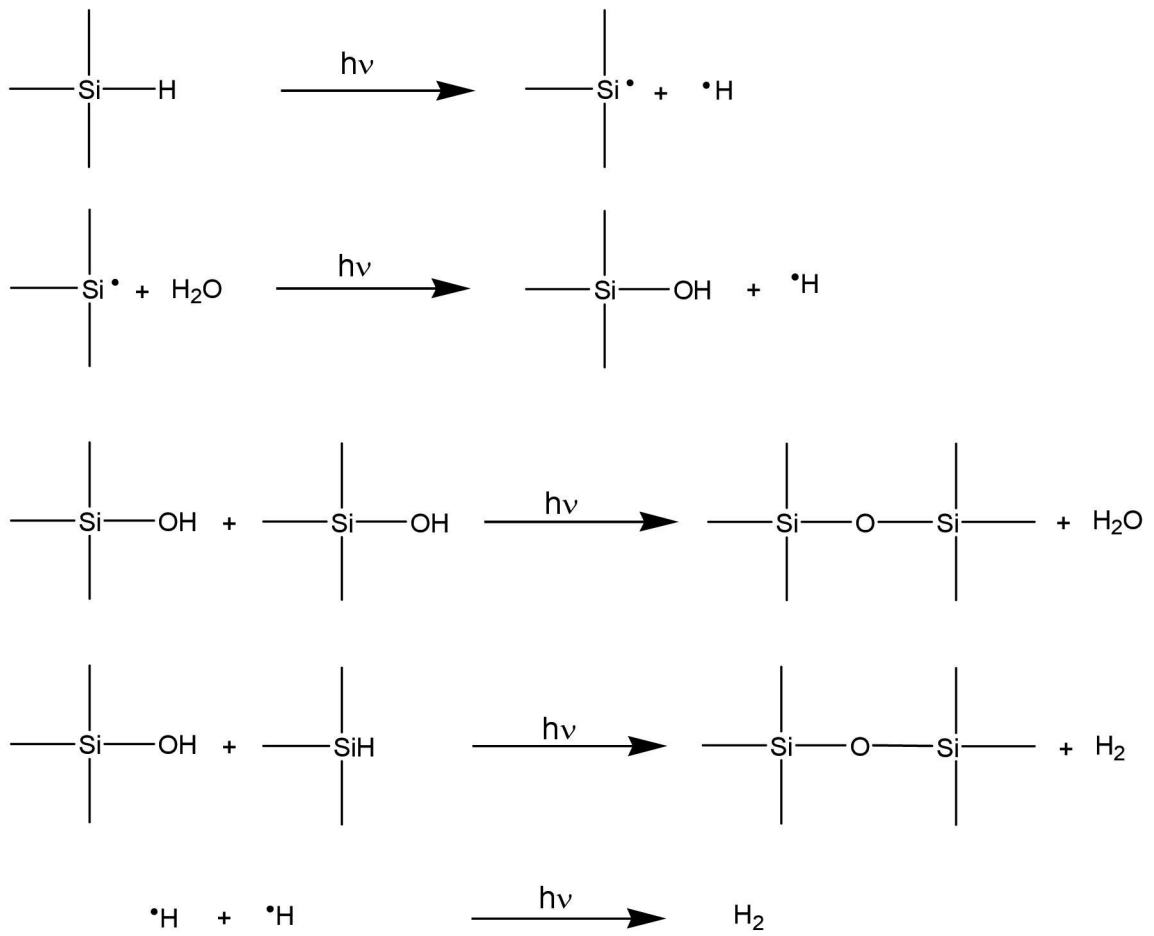 hν
Si H Si• + •H
hν
Si• + H₂O Si OH + •H
hν
Si OH + Si OH Si O Si + H₂O
hν
Si OH + SiH Si O Si + H₂
hν
•H + •H H₂